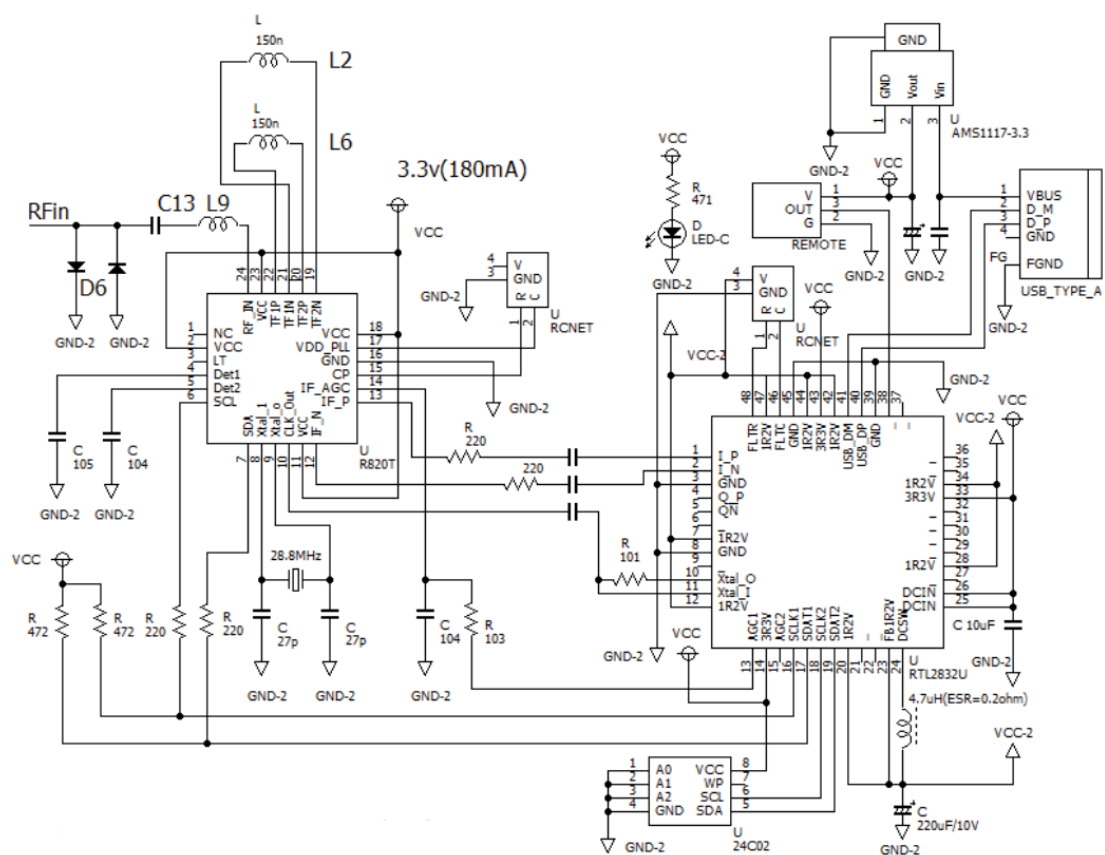 L
150n
L2
L
150n
L6
3.3v(180mA)
VCC
RFin
C13 L9
D6
GND-2
GND-2
24 23 22 21 20 19
RF_IN
VCC
TF1P
TF1N
TF2P
TF2N
1 NC
2 VCC
3 LT
4 Det1
5 Det2
6 SCL
VCC 18
VDD_PLL 17
GND 16
CP 15
IF_AGC 14
IF_P 13
SDA
Xtal_1
Xtal_o
CLK_Out
VCC
IF_N
7 8 9 10 11 12
U
R820T
4 V
3 GND
R C
1 2
U
RCNET
GND-2
GND-2
C
105
C
104
GND-2
GND-2
R
220
220
VCC
R
472
R
472
R
220
R
220
28.8MHz
C
27p
C
27p
GND-2
GND-2
C
104
R
103
GND-2
VCC
R
471
D
LED-C
GND-2
GND
GND
Vout
Vin
1 2 3
U
AMS1117-3.3
GND-2
VCC
V 1
OUT 3
G 2
REMOTE
GND-2
GND-2
1 VBUS
2 D_M
3 D_P
4 GND
FG FGND
USB_TYPE_A
GND-2
4 V
3 GND
R C
1 2
U
RCNET
VCC
VCC-2
48 47 46 45 44 43 42 41 40 39 38 37
FLTR
1R2V
FLTC
GND
1R2V
3R3V
1R2V
USB_DM
USB_DP
GND
–
–
GND-2
VCC-2
VCC
1 I_P
2 I_N
3 GND
4 Q_P
5 QN
6
7 1R2V
8 GND
9
10 Xtal_O
11 Xtal_I
12 1R2V
R
101
GND-2
36
– 35
1R2V 34
3R3V 33
– 32
– 31
– 30
– 29
1R2V 28
27
DCIN 26
DCIN 25
C 10uF
GND-2
AGC1
3R3V
AGC2
SCLK1
SDAT1
SCLK2
SDAT2
1R2V
–
–
FB1R2V
DCSW
13 14 15 16 17 18 19 20 21 22 23 24
U
RTL2832U
4.7uH(ESR=0.2ohm)
VCC-2
C
220uF/10V
GND-2
VCC
1 A0
2 A1
3 A2
4 GND
VCC 8
WP 7
SCL 6
SDA 5
U
24C02
GND-2